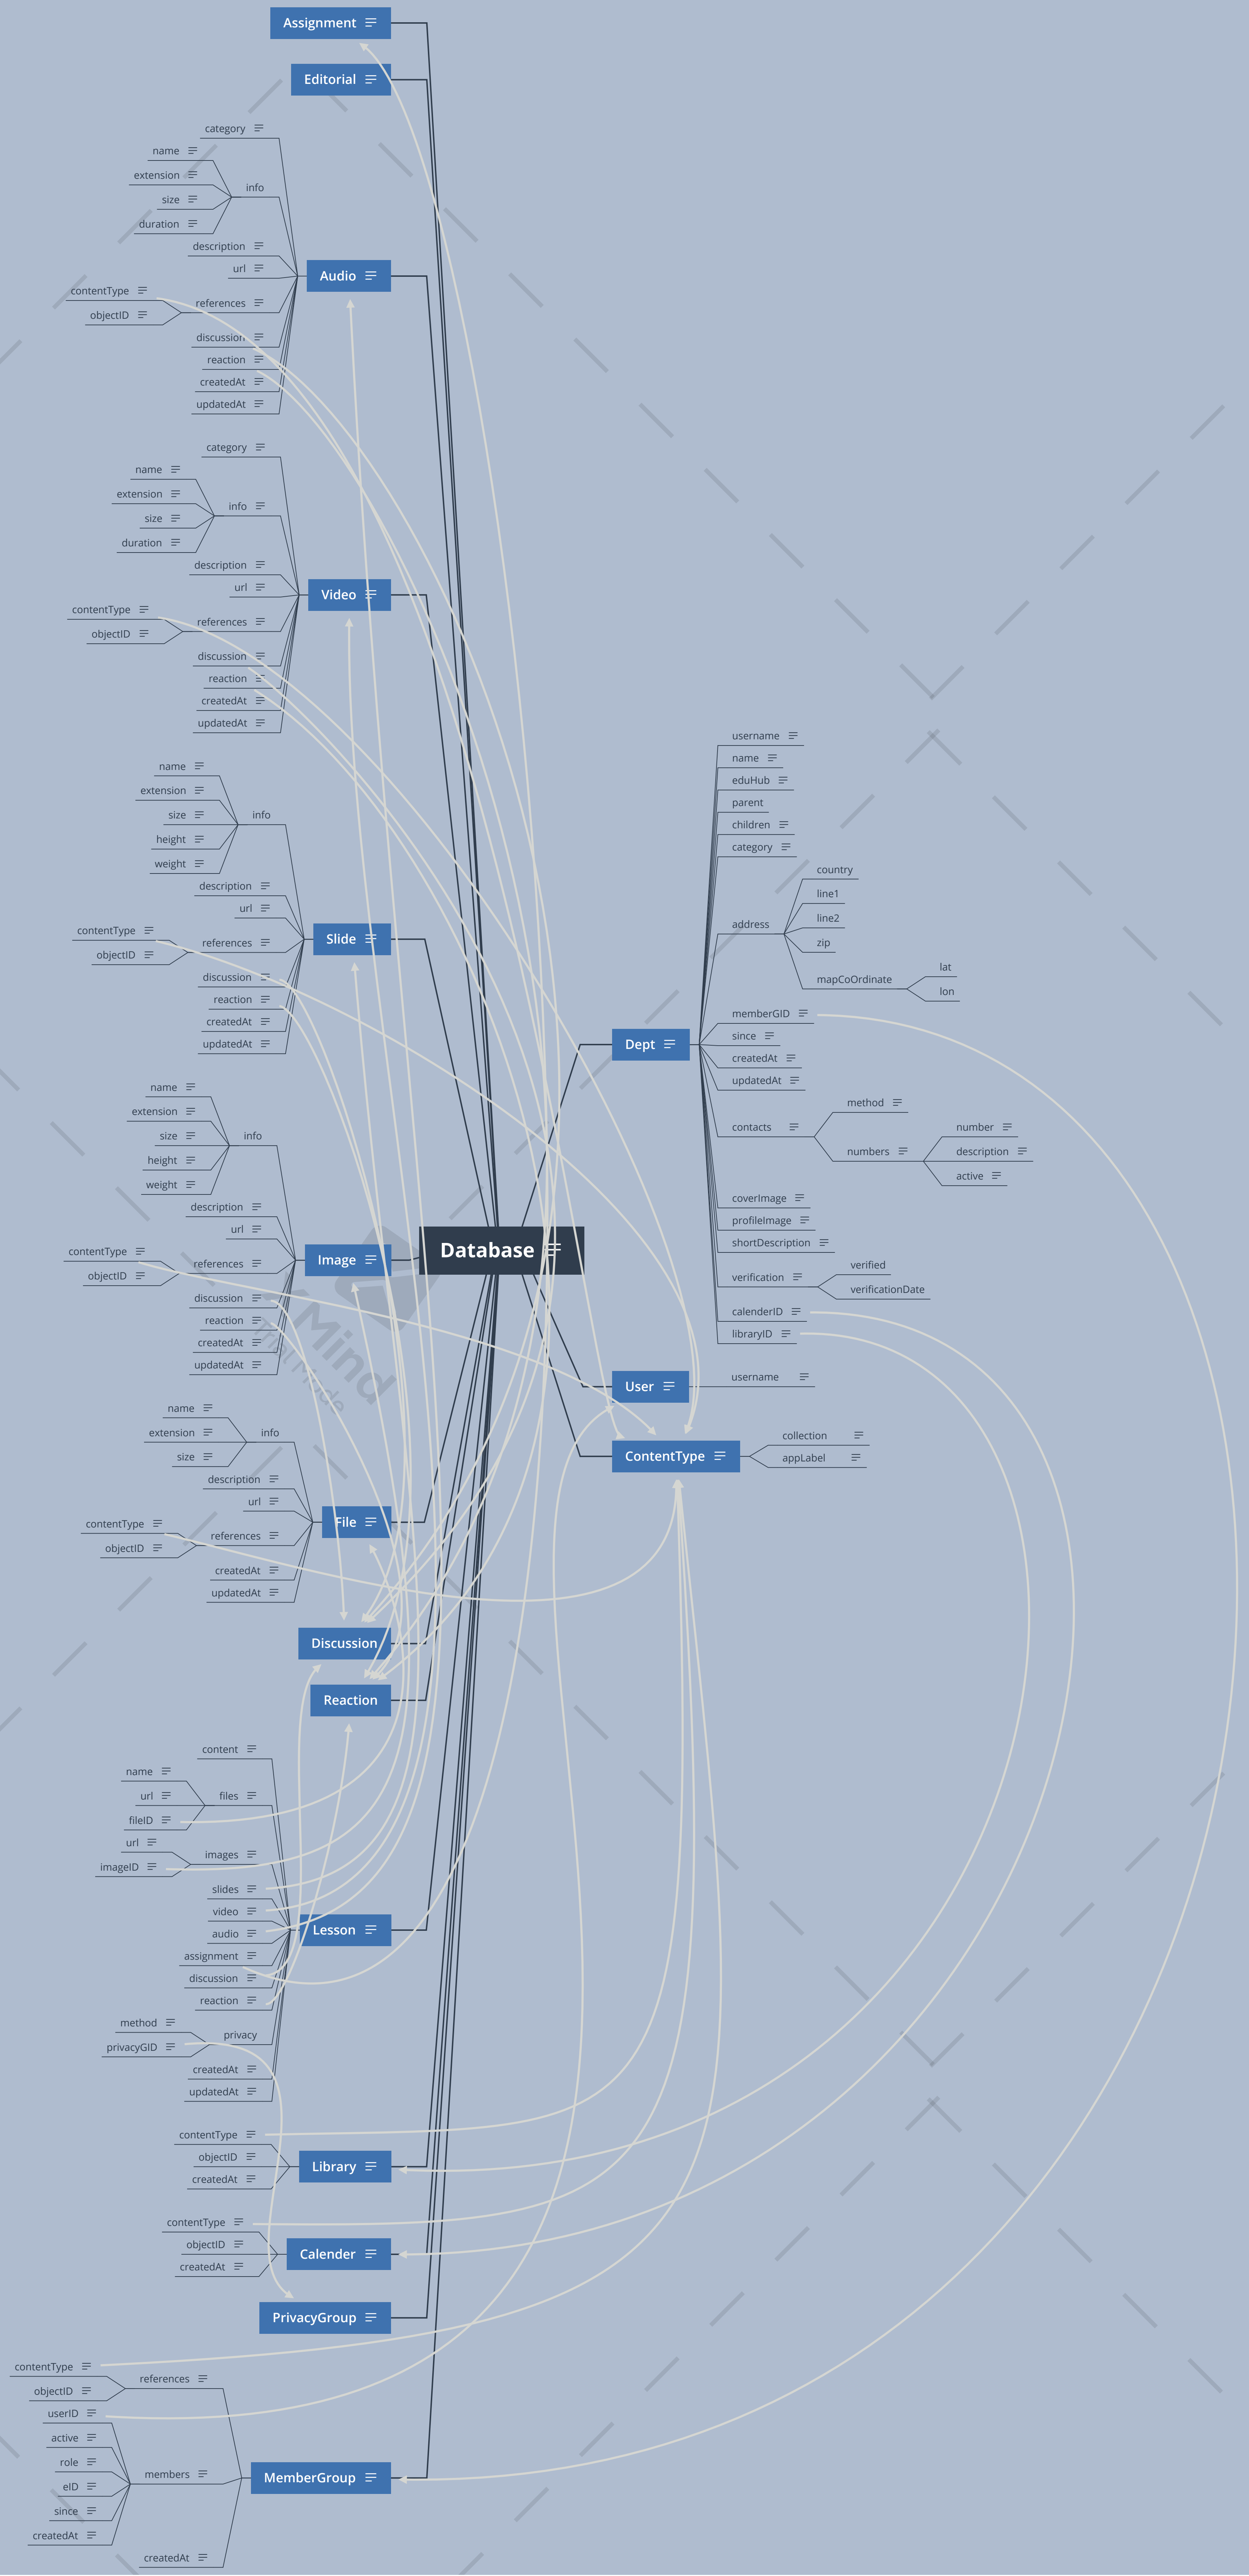 Assignment
Editorial
category
name
extension
size
duration
info
description
url
contentType
objectID
references
discussion
reaction
createdAt
updatedAt
Audio
category
name
extension
size
duration
info
description
url
contentType
objectID
references
discussion
reaction
createdAt
updatedAt
Video
name
extension
size
height
weight
info
description
url
contentType
objectID
references
discussion
reaction
createdAt
updatedAt
Slide
name
extension
size
height
weight
info
description
url
contentType
objectID
references
discussion
reaction
createdAt
updatedAt
Image
name
extension
size
info
description
url
contentType
objectID
references
createdAt
updatedAt
File
Discussion
Reaction
content
name
url
fileID
files
url
imageID
images
slides
video
audio
assignment
discussion
reaction
method
privacyGID
privacy
createdAt
updatedAt
Lesson
contentType
objectID
createdAt
Library
contentType
objectID
createdAt
Calender
PrivacyGroup
contentType
objectID
references
userID
active
role
eID
since
createdAt
members
createdAt
MemberGroup
Database
XMind
Trial Mode
Dept
username
name
eduHub
parent
children
category
address
country
line1
line2
zip
mapCoOrdinate
lat
lon
memberGID
since
createdAt
updatedAt
contacts
method
numbers
number
description
active
coverImage
profileImage
shortDescription
verification
verified
verificationDate
calenderID
libraryID
User
username
ContentType
collection
appLabel